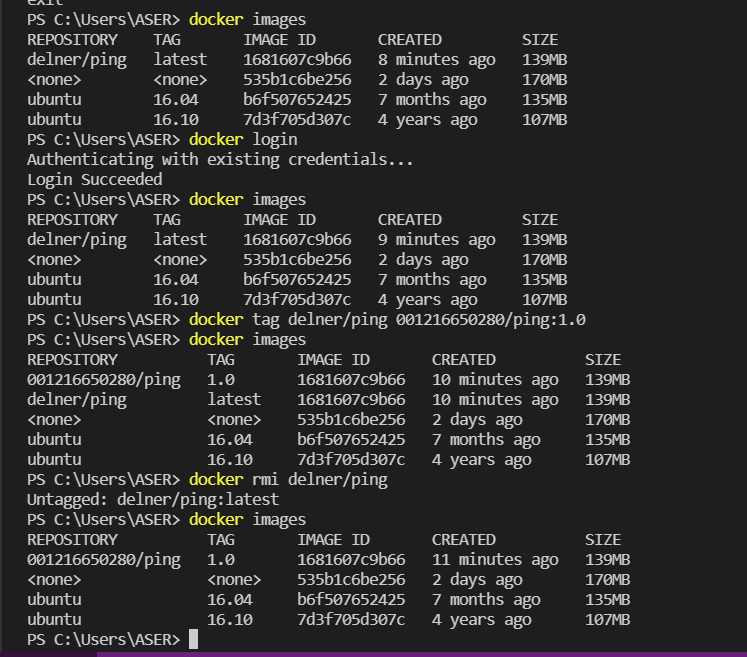 exit
PS C:\Users\ASER> docker images
REPOSITORY TAG IMAGE ID CREATED SIZE
delner/ping latest 1681607c9b66 8 minutes ago 139MB
<none> <none> 535b1c6be256 2 days ago 170MB
ubuntu 16.04 b6f507652425 7 months ago 135MB
ubuntu 16.10 7d3f705d307c 4 years ago 107MB
PS C:\Users\ASER> docker login
Authenticating with existing credentials...
Login Succeeded
PS C:\Users\ASER> docker images
REPOSITORY TAG IMAGE ID CREATED SIZE
delner/ping latest 1681607c9b66 9 minutes ago 139MB
<none> <none> 535b1c6be256 2 days ago 170MB
ubuntu 16.04 b6f507652425 7 months ago 135MB
ubuntu 16.10 7d3f705d307c 4 years ago 107MB
PS C:\Users\ASER> docker tag delner/ping 001216650280/ping:1.0
PS C:\Users\ASER> docker images
REPOSITORY TAG IMAGE ID CREATED SIZE
001216650280/ping 1.0 1681607c9b66 10 minutes ago 139MB
delner/ping latest 1681607c9b66 10 minutes ago 139MB
<none> <none> 535b1c6be256 2 days ago 170MB
ubuntu 16.04 b6f507652425 7 months ago 135MB
ubuntu 16.10 7d3f705d307c 4 years ago 107MB
PS C:\Users\ASER> docker rmi delner/ping
Untagged: delner/ping:latest
PS C:\Users\ASER> docker images
REPOSITORY TAG IMAGE ID CREATED SIZE
001216650280/ping 1.0 1681607c9b66 11 minutes ago 139MB
<none> <none> 535b1c6be256 2 days ago 170MB
ubuntu 16.04 b6f507652425 7 months ago 135MB
ubuntu 16.10 7d3f705d307c 4 years ago 107MB
PS C:\Users\ASER>